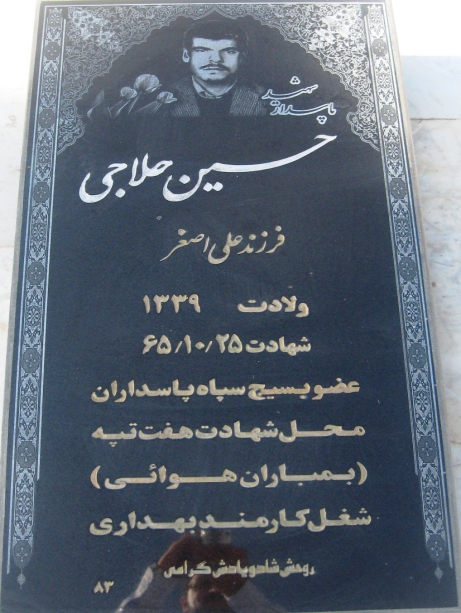 شهید
پاسدار
حسین حلاجی
فرزند علی اصغر
ولادت ۱۳۳۹
شهادت ۶۵/۱۰/۲۵
عضو بسیج سپاه پاسداران
محل شهادت هفت تپه
(بمباران هوائی)
شغل کارمند بهداری
روحش شاد و یادش گرامی
۸۳